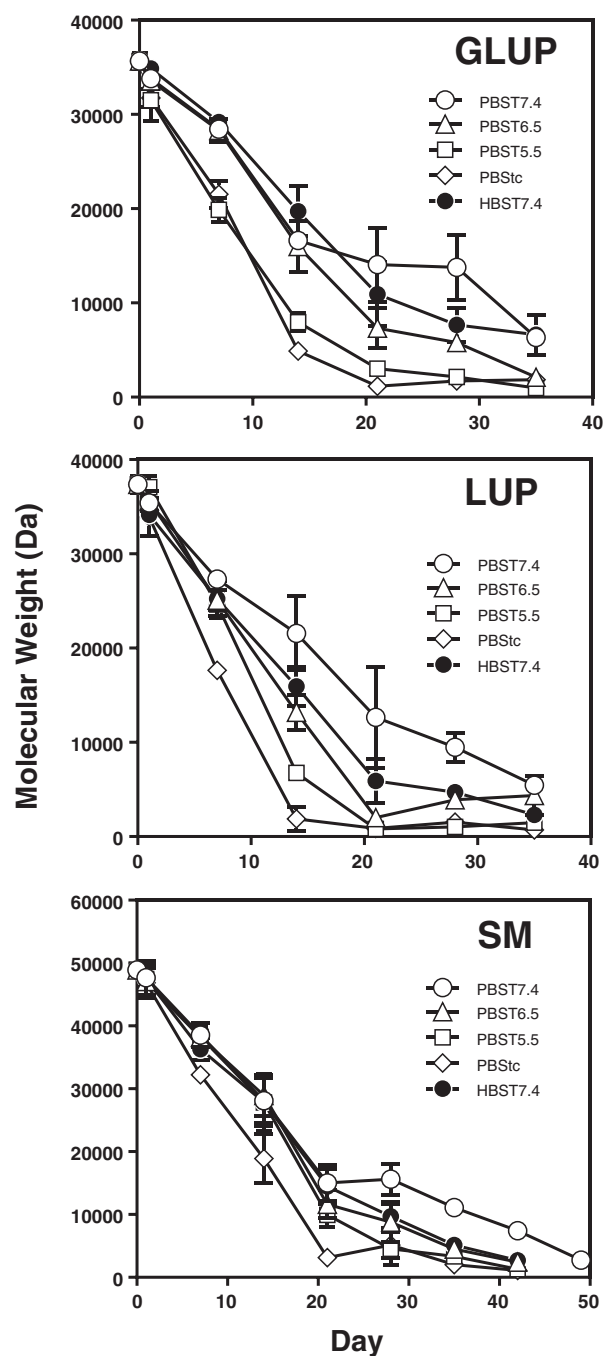 GLUP
40000
30000
20000
10000
0
PBST7.4
PBST6.5
PBST5.5
PBStc
HBST7.4
0 10 20 30 40
LUP
40000
30000
20000
10000
0
PBST7.4
PBST6.5
PBST5.5
PBStc
HBST7.4
0 10 20 30 40
Molecular Weight (Da)
SM
60000
50000
40000
30000
20000
10000
0
PBST7.4
PBST6.5
PBST5.5
PBStc
HBST7.4
0 10 20 30 40 50
Day